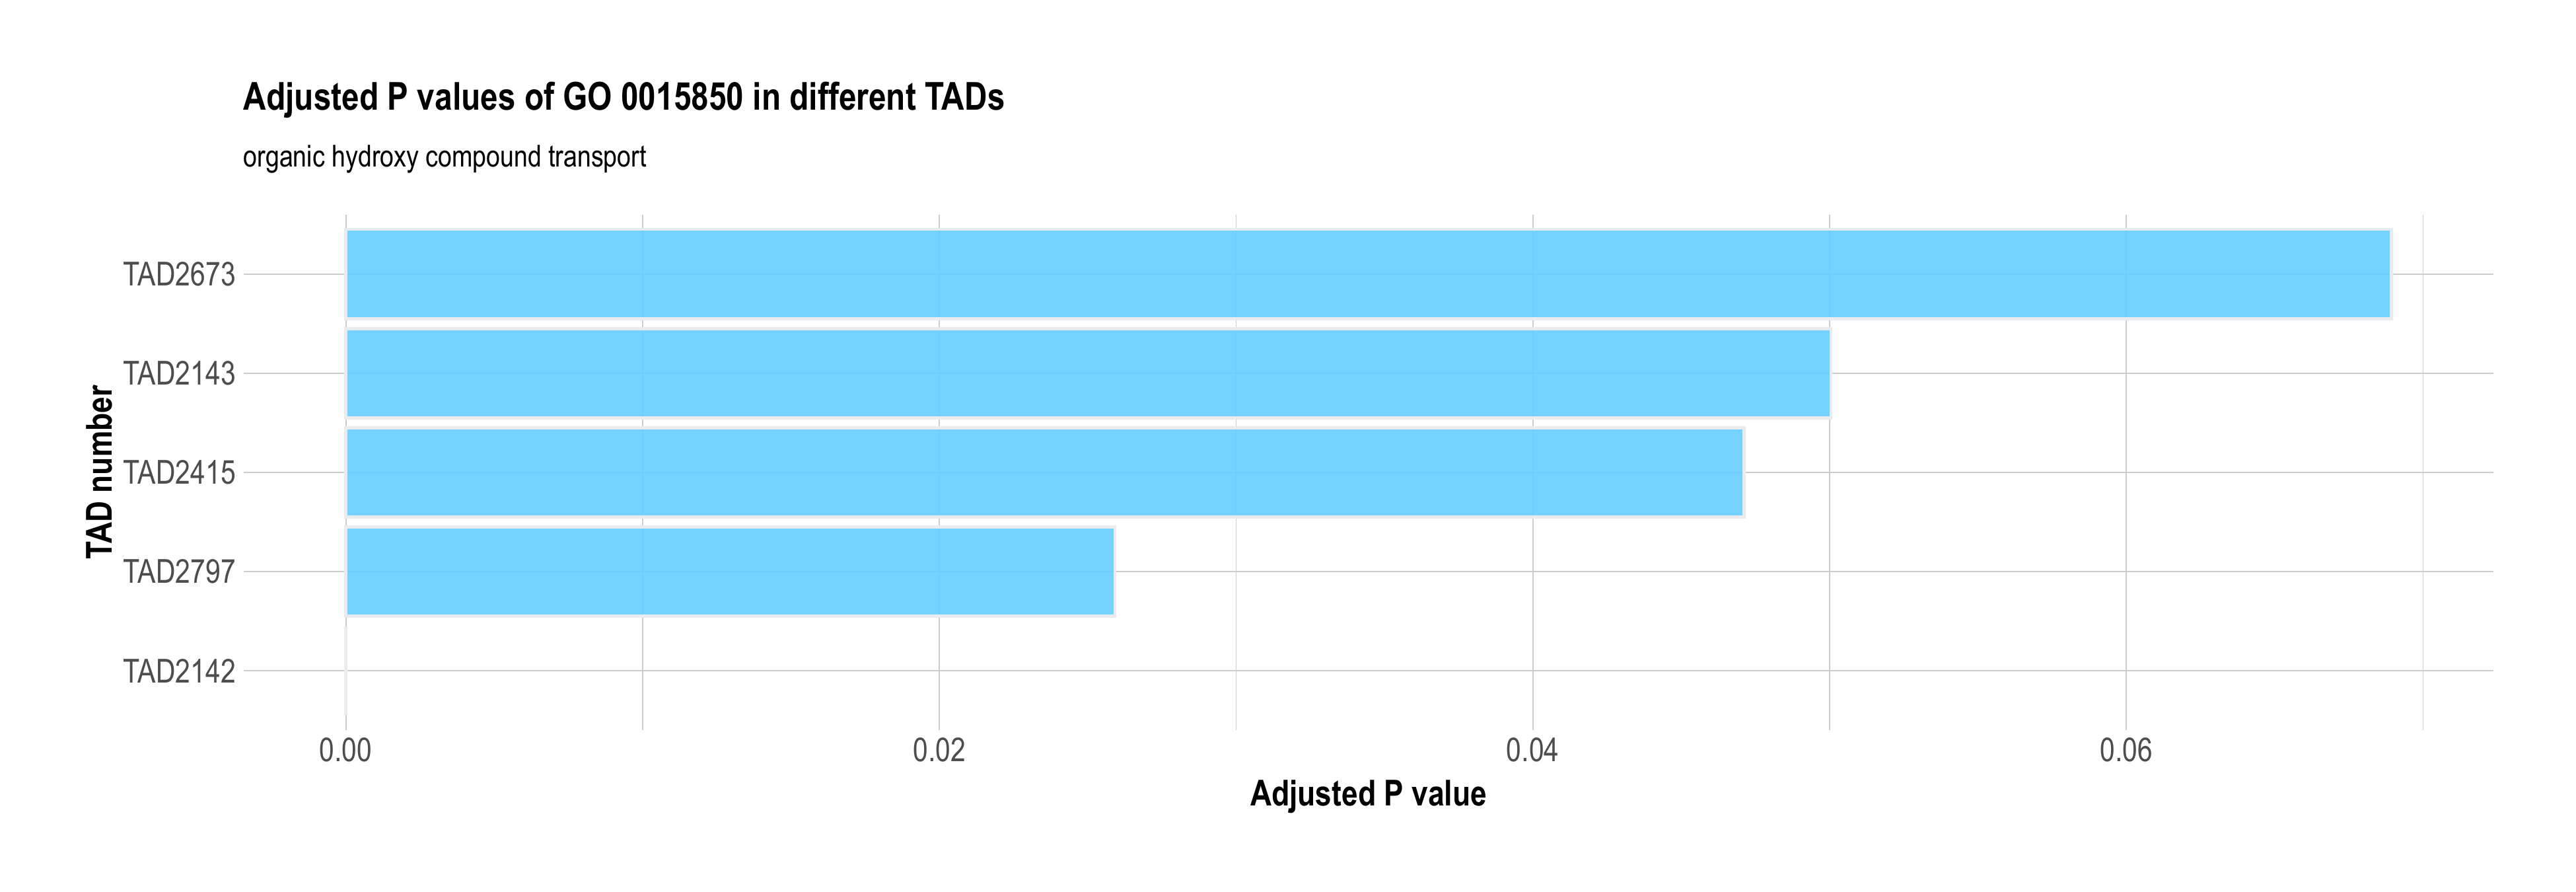 Adjusted P values of GO 0015850 in different TADs
organic hydroxy compound transport
TAD number
TAD2673
TAD2143
TAD2415
TAD2797
TAD2142
0.00 0.02 0.04 0.06
Adjusted P value